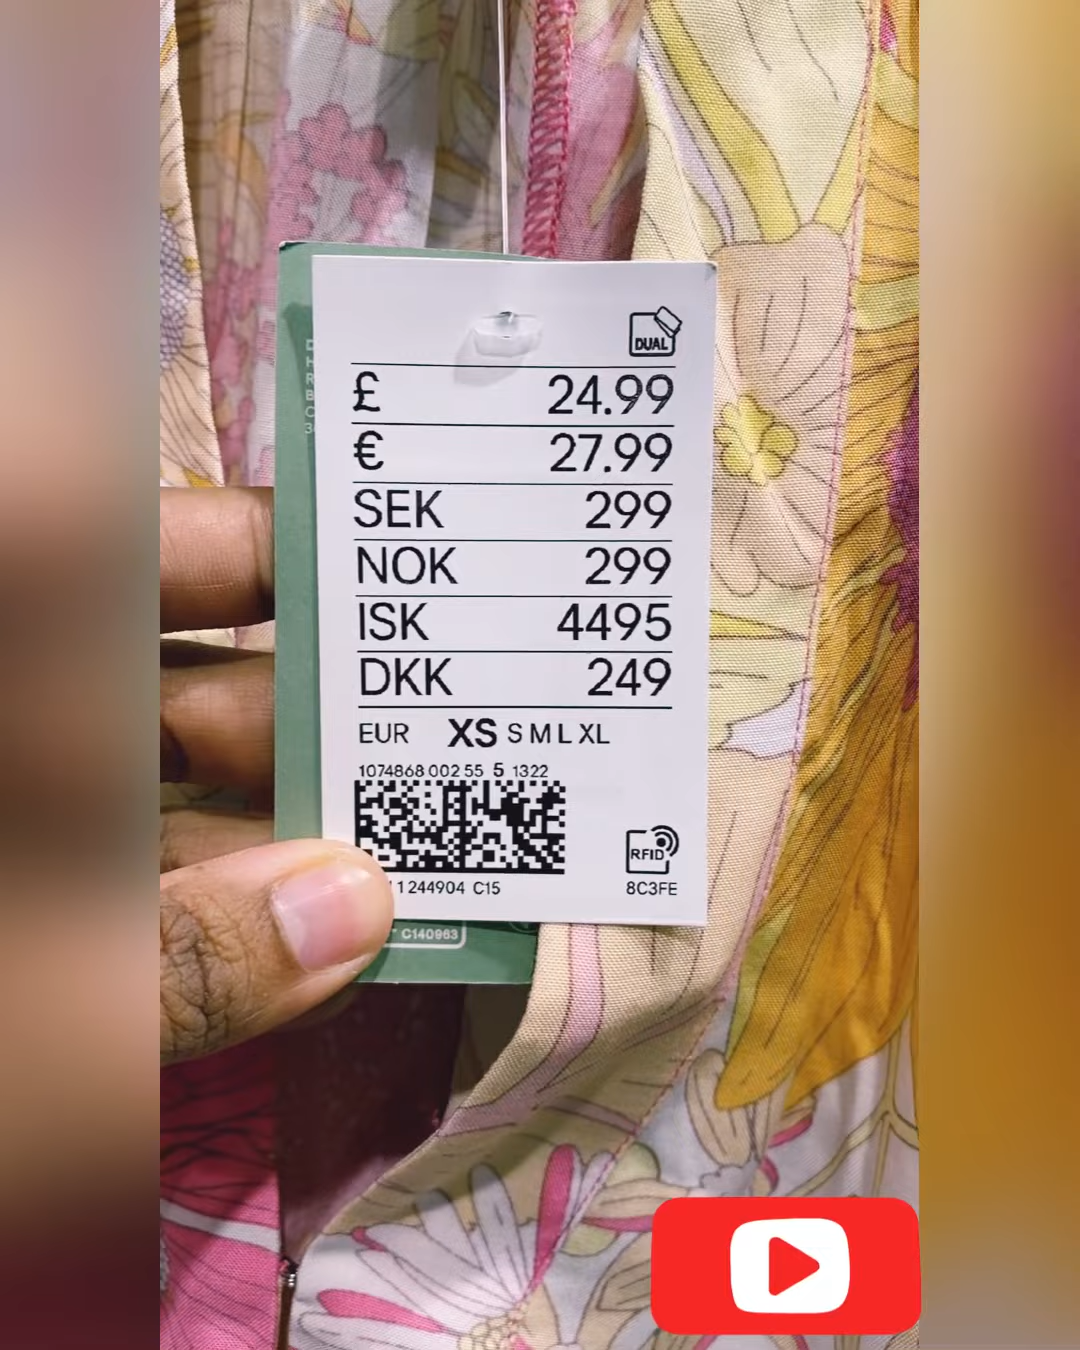 DUAL
£ 24.99
€ 27.99
SEK 299
NOK 299
ISK 4495
DKK 249
EUR XS S M L XL
1074868 002 55 5 1322
RFID
11244904 C15 8C3FE
C140963